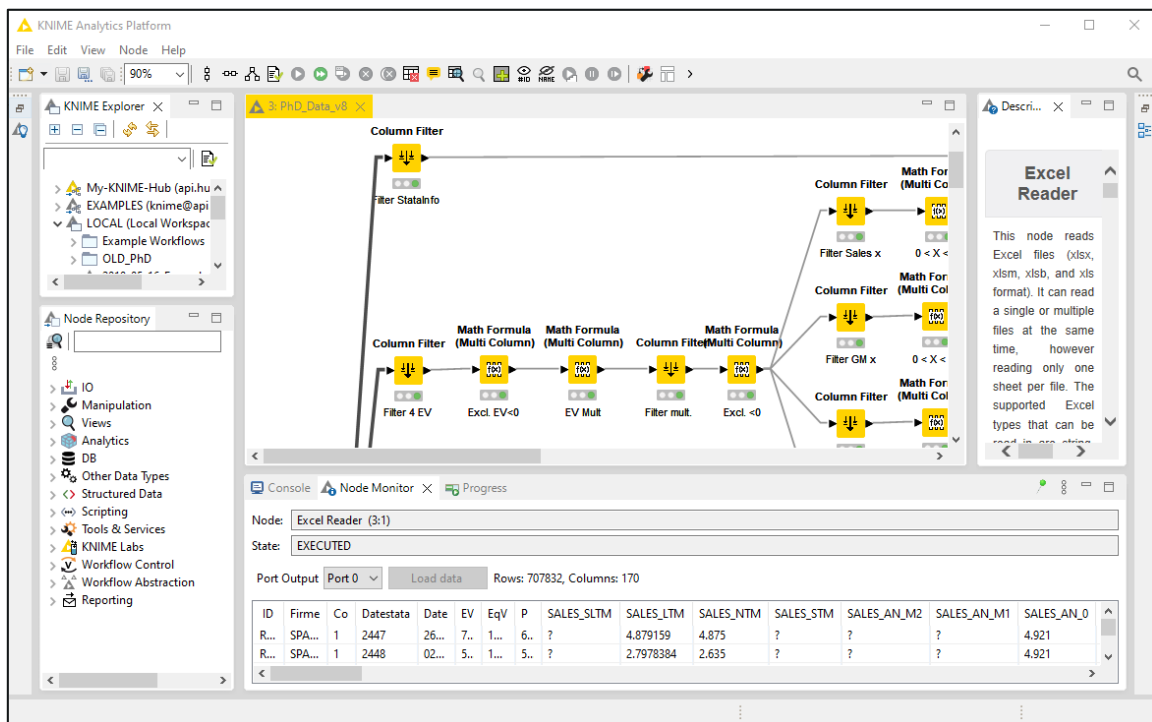 KNIME Analytics Platform
File Edit View Node Help
90%
#ID NODE
KNIME Explorer
My-KNIME-Hub (api.hu
EXAMPLES (knime@api
LOCAL (Local Workspac
Example Workflows
OLD_PhD
Node Repository
IO
Manipulation
Views
Analytics
DB
Other Data Types
Structured Data
Scripting
Tools & Services
KNIME Labs
Workflow Control
Workflow Abstraction
Reporting
3: PhD_Data_v8
Column Filter
Filter StataInfo
Column Filter
Filter 4 EV
Math Formula
(Multi Column)
Excl. EV<0
Math Formula
(Multi Column)
EV Mult
Column Filter
Filter mult.
Math Formula
(Multi Column)
Excl. <0
Column Filter
Filter Sales x
Math For
(Multi Co
0 < X <
Column Filter
Filter GM x
Math For
(Multi Col
0 < X <
Column Filter
Math For
(Multi Col
Descri...
Excel
Reader
This node reads
Excel files (xlsx,
xlsm, xlsb, and xls
format). It can read
a single or multiple
files at the same
time, however
reading only one
sheet per file. The
supported Excel
types that can be
read in are string,
Console Node Monitor Progress
Node: Excel Reader (3:1)
State: EXECUTED
Port Output Port 0 Load data Rows: 707832, Columns: 170
ID Firme Co Datestata Date EV EqV P SALES_SLTM SALES_LTM SALES_NTM SALES_STM SALES_AN_M2 SALES_AN_M1 SALES_AN_0
R... SPA... 1 2447 26... 7.. 1... 6.. ? 4.879159 4.875 ? ? ? 4.921
R... SPA... 1 2448 02... 5.. 1... 5.. ? 2.7978384 2.635 ? ? ? 4.921